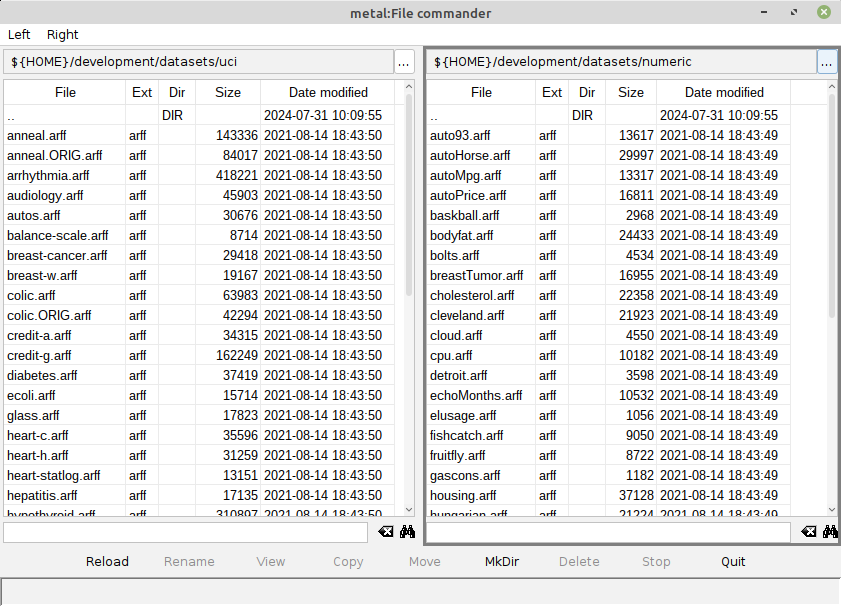 metal:File commander
Left Right
${HOME}/development/datasets/uci ...
File Ext Dir Size Date modified
.. DIR 2024-07-31 10:09:55
anneal.arff arff 143336 2021-08-14 18:43:50
anneal.ORIG.arff arff 84017 2021-08-14 18:43:50
arrhythmia.arff arff 418221 2021-08-14 18:43:50
audiology.arff arff 45903 2021-08-14 18:43:50
autos.arff arff 30676 2021-08-14 18:43:50
balance-scale.arff arff 8714 2021-08-14 18:43:50
breast-cancer.arff arff 29418 2021-08-14 18:43:50
breast-w.arff arff 19167 2021-08-14 18:43:50
colic.arff arff 63983 2021-08-14 18:43:50
colic.ORIG.arff arff 42294 2021-08-14 18:43:50
credit-a.arff arff 34315 2021-08-14 18:43:50
credit-g.arff arff 162249 2021-08-14 18:43:50
diabetes.arff arff 37419 2021-08-14 18:43:50
ecoli.arff arff 15714 2021-08-14 18:43:50
glass.arff arff 17823 2021-08-14 18:43:50
heart-c.arff arff 35596 2021-08-14 18:43:50
heart-h.arff arff 31259 2021-08-14 18:43:50
heart-statlog.arff arff 13151 2021-08-14 18:43:50
hepatitis.arff arff 17135 2021-08-14 18:43:50
hypothyroid.arff arff 310897 2021-08-14 18:43:50
${HOME}/development/datasets/numeric ...
File Ext Dir Size Date modified
.. DIR 2024-07-31 10:09:55
auto93.arff arff 13617 2021-08-14 18:43:49
autoHorse.arff arff 29997 2021-08-14 18:43:49
autoMpg.arff arff 13317 2021-08-14 18:43:49
autoPrice.arff arff 16811 2021-08-14 18:43:49
baskball.arff arff 2968 2021-08-14 18:43:49
bodyfat.arff arff 24433 2021-08-14 18:43:49
bolts.arff arff 4534 2021-08-14 18:43:49
breastTumor.arff arff 16955 2021-08-14 18:43:49
cholesterol.arff arff 22358 2021-08-14 18:43:49
cleveland.arff arff 21923 2021-08-14 18:43:49
cloud.arff arff 4550 2021-08-14 18:43:49
cpu.arff arff 10182 2021-08-14 18:43:49
detroit.arff arff 3598 2021-08-14 18:43:49
echoMonths.arff arff 10532 2021-08-14 18:43:49
elusage.arff arff 1056 2021-08-14 18:43:49
fishcatch.arff arff 9050 2021-08-14 18:43:49
fruitfly.arff arff 8722 2021-08-14 18:43:49
gascons.arff arff 1182 2021-08-14 18:43:49
housing.arff arff 37128 2021-08-14 18:43:49
hungarian.arff arff 21224 2021-08-14 18:43:49
Reload Rename View Copy Move MkDir Delete Stop Quit